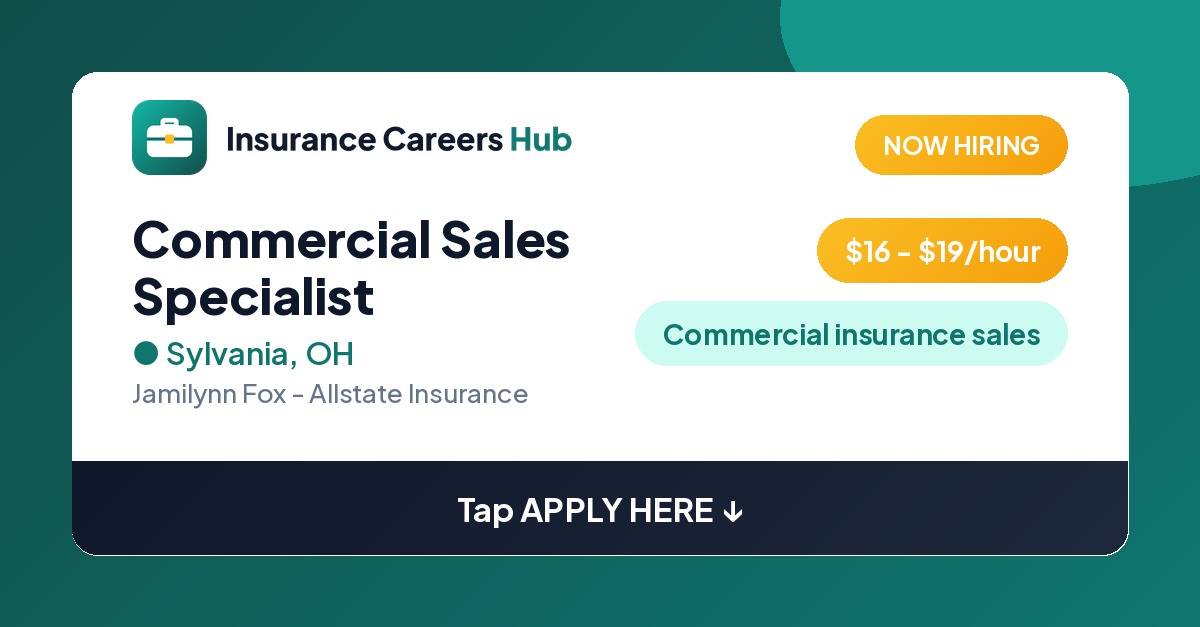 Insurance Careers Hub
NOW HIRING
Commercial Sales
Specialist
$16 - $19/hour
Commercial insurance sales
Sylvania, OH
Jamilynn Fox - Allstate Insurance
Tap APPLY HERE ↓